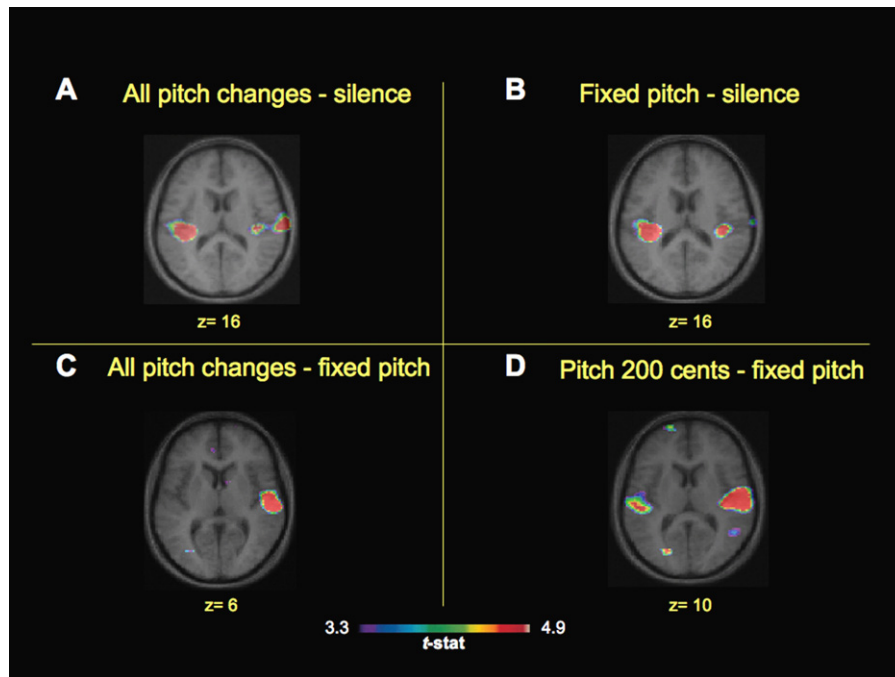 A All pitch changes - silence
B Fixed pitch - silence
z= 16
z= 16
C All pitch changes - fixed pitch
D Pitch 200 cents - fixed pitch
z= 6
z= 10
3.3 4.9
t-stat